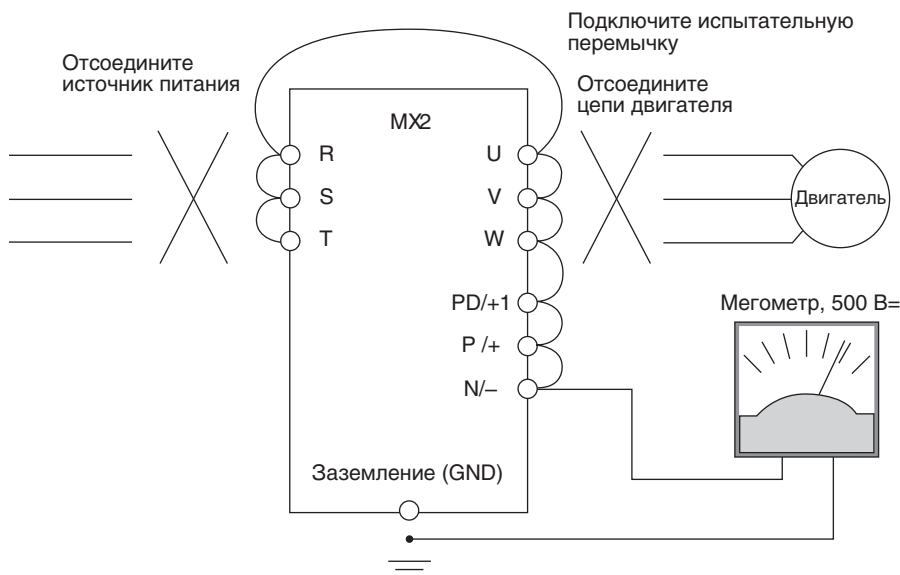 Подключите испытательную
перемычку
Отсоедините
источник питания
Отсоедините
цепи двигателя
MX2
R
U
S
V
Двигатель
T
W
PD/+1
Мегометр, 500 В=
P /+
N/–
Заземление (GND)